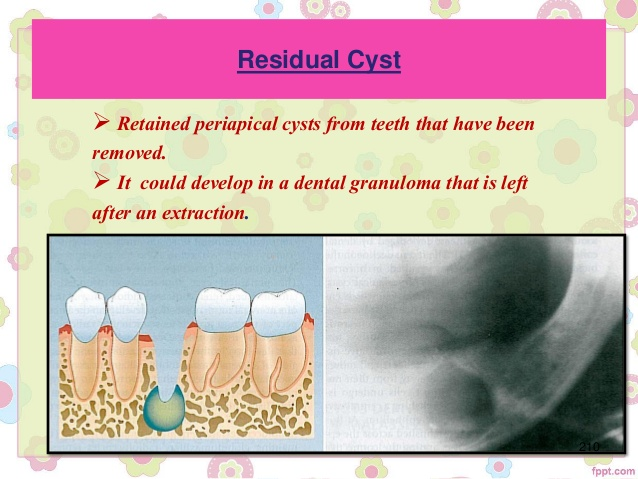 Residual Cyst
➢ Retained periapical cysts from teeth that have been
removed.
➢ It could develop in a dental granuloma that is left
after an extraction.
210
fppt.com